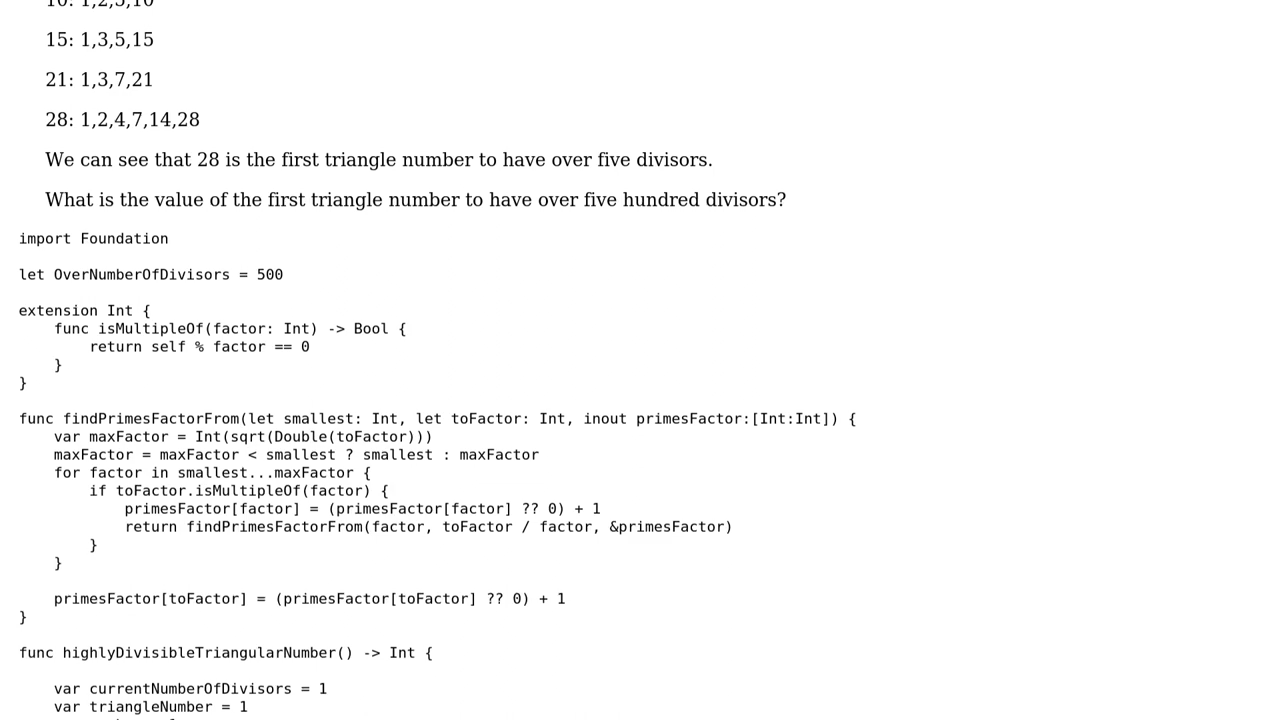 10: 1,2,5,10
15: 1,3,5,15
21: 1,3,7,21
28: 1,2,4,7,14,28
We can see that 28 is the first triangle number to have over five divisors.
What is the value of the first triangle number to have over five hundred divisors?
import Foundation
let OverNumberOfDivisors = 500
extension Int {
    func isMultipleOf(factor: Int) -> Bool {
        return self % factor == 0
    }
}
func findPrimesFactorFrom(let smallest: Int, let toFactor: Int, inout primesFactor:[Int:Int]) {
    var maxFactor = Int(sqrt(Double(toFactor)))
    maxFactor = maxFactor < smallest ? smallest : maxFactor
    for factor in smallest...maxFactor {
        if toFactor.isMultipleOf(factor) {
            primesFactor[factor] = (primesFactor[factor] ?? 0) + 1
            return findPrimesFactorFrom(factor, toFactor / factor, &primesFactor)
        }
    }
    primesFactor[toFactor] = (primesFactor[toFactor] ?? 0) + 1
}
func highlyDivisibleTriangularNumber() -> Int {
    var currentNumberOfDivisors = 1
    var triangleNumber = 1